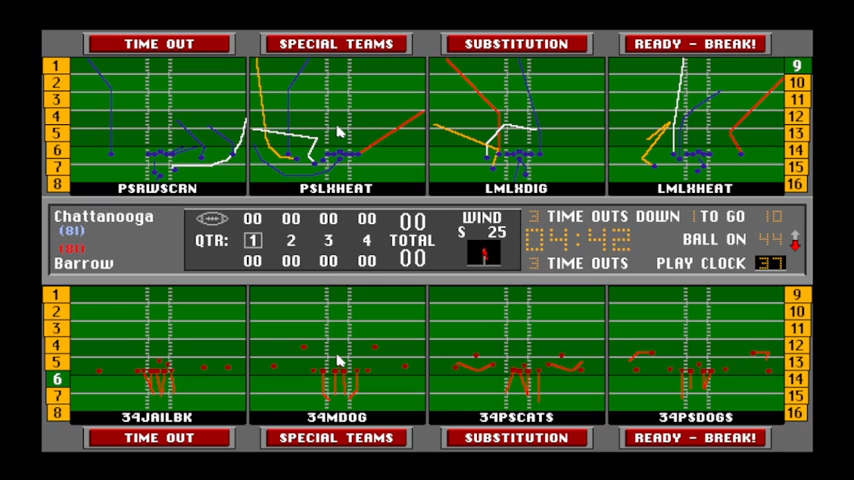 TIME OUT SPECIAL TEAMS SUBSTITUTION READY - BREAK!
1 9
2 10
3 11
4 12
5 13
6 14
7 15
8 16
PSRWSCRN PSLXHEAT LMLXDIG LMLXHEAT
Chattanooga 00 00 00 00 00 WIND 3 TIME OUTS DOWN 1 TO GO 10
(81) S 25
QTR: 1 2 3 4 TOTAL 04:42 BALL ON 44
(81)
Barrow 00 00 00 00 00 3 TIME OUTS PLAY CLOCK 37
1 9
2 10
3 11
4 12
5 13
6 14
7 15
8 16
34JAILBK 34MDOG 34PSCATS 34PSDOGS
TIME OUT SPECIAL TEAMS SUBSTITUTION READY - BREAK!